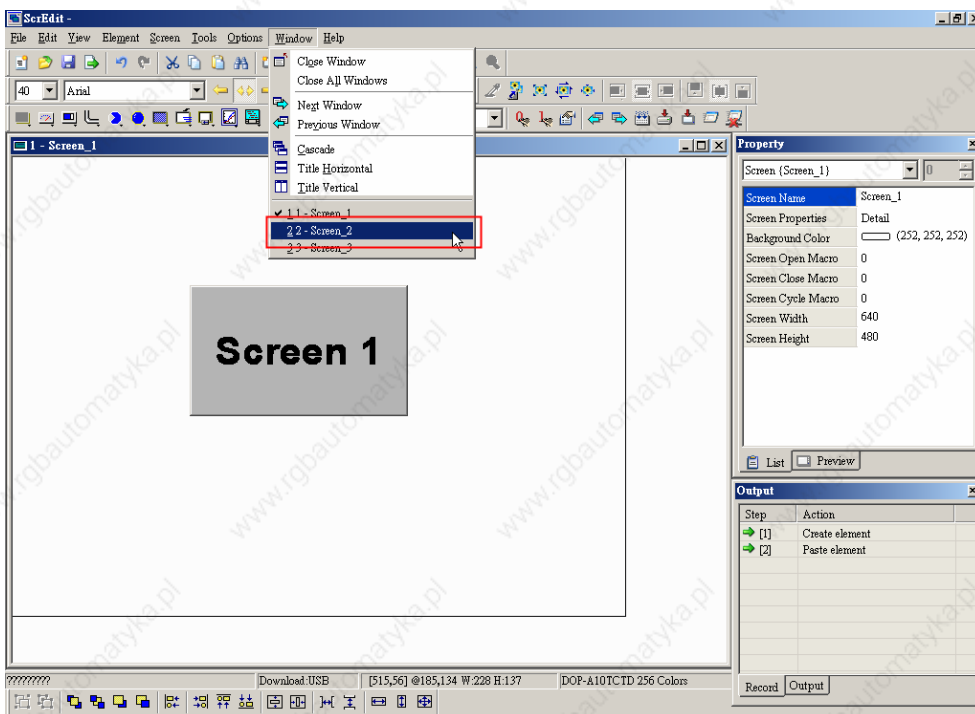 ScrEdit -
File Edit View Element Screen Tools Options Window Help
40 Arial
Close Window
Close All Windows
Next Window
Previous Window
Cascade
Title Horizontal
Title Vertical
1 1 - Screen_1
2 2 - Screen_2
3 3 - Screen_3
1 - Screen_1
Screen 1
Property
Screen {Screen_1} 0
Screen Name Screen_1
Screen Properties Detail
Background Color (252, 252, 252)
Screen Open Macro 0
Screen Close Macro 0
Screen Cycle Macro 0
Screen Width 640
Screen Height 480
List Preview
Output
Step Action
[1] Create element
[2] Paste element
Record Output
????????? Download:USB [515,56] @185,134 W:228 H:137 DOP-A10TCTD 256 Colors
www.rgbautomatyka.pl